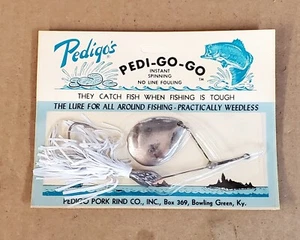 Pedigo's
PEDI-GO-GO™
INSTANT
SPINNING
NO LINE FOULING
THEY CATCH FISH WHEN FISHING IS TOUGH
THE LURE FOR ALL AROUND FISHING - PRACTICALLY WEEDLESS
PEDIGO PORK RIND CO., INC., Box 369, Bowling Green, Ky.